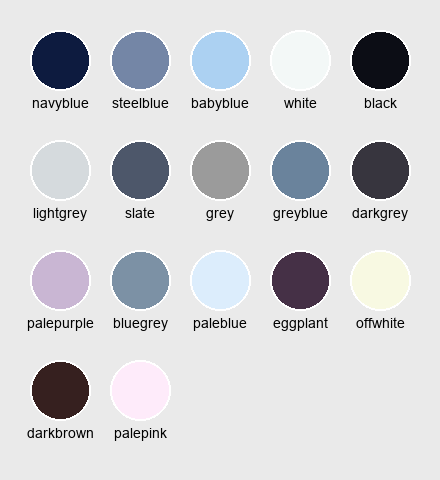 navyblue steelblue babyblue white black
lightgrey slate grey greyblue darkgrey
palepurple bluegrey paleblue eggplant offwhite
darkbrown palepink